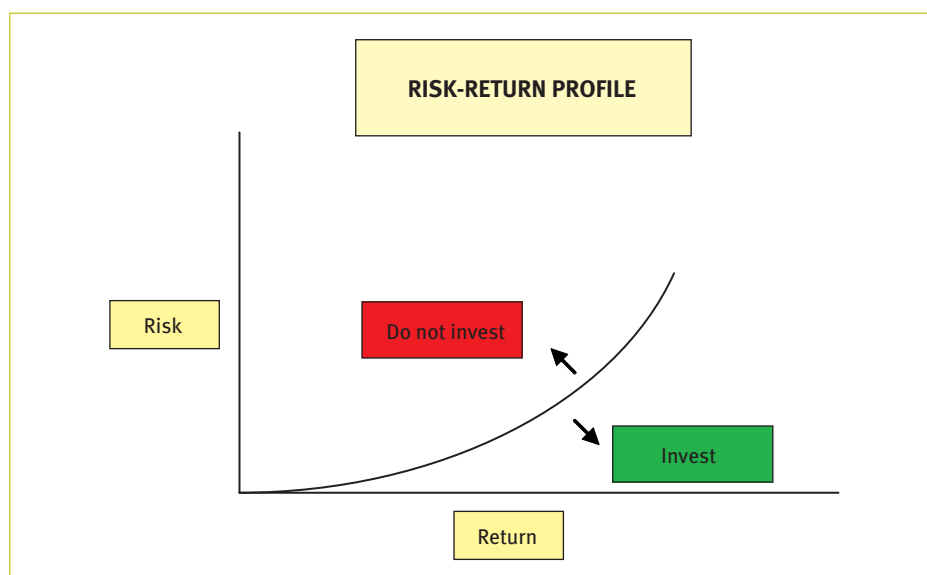 RISK-RETURN PROFILE
Risk
Do not invest
Invest
Return